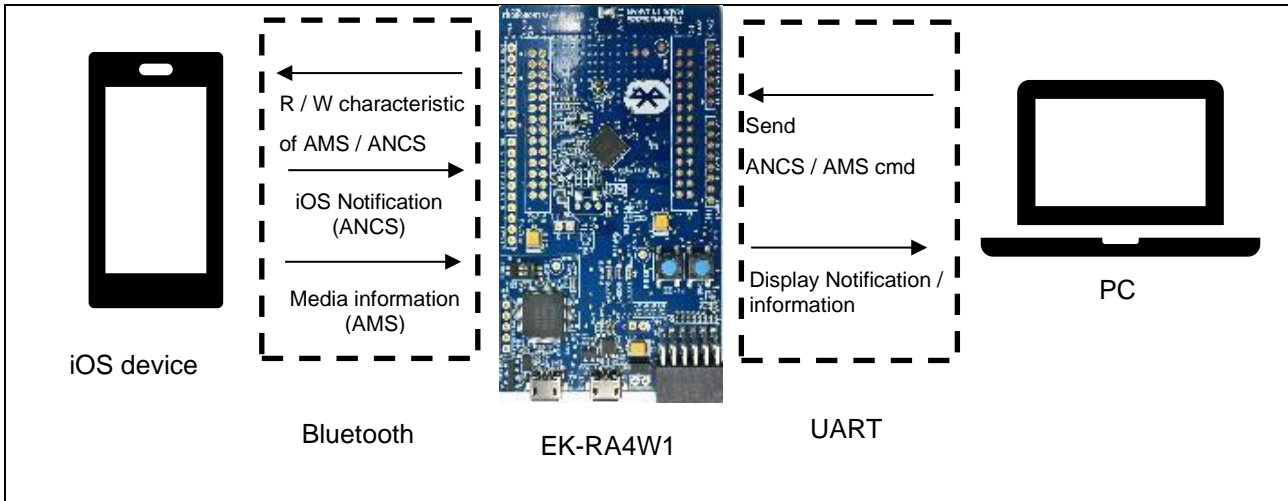 R / W characteristic
of AMS / ANCS
iOS Notification
(ANCS)
Media information
(AMS)
iOS device
Bluetooth
EK-RA4W1
Send
ANCS / AMS cmd
Display Notification /
information
UART
PC